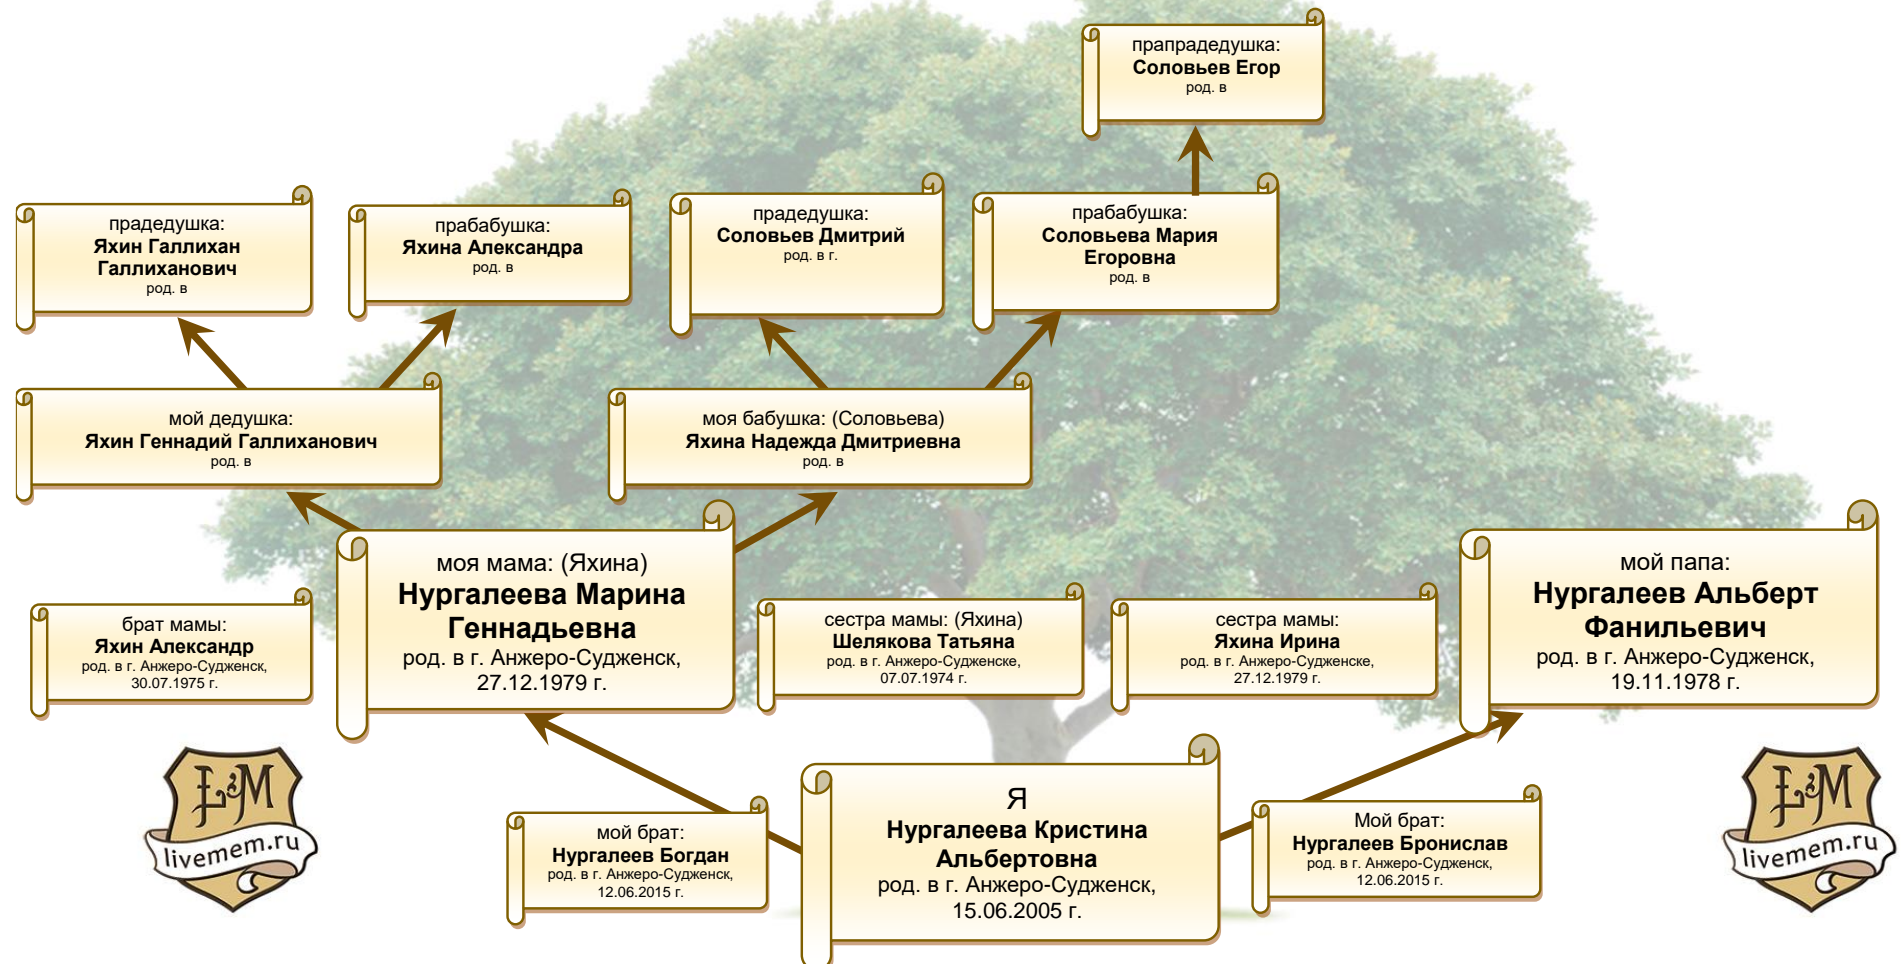 прапрадедушка:
Соловьев Егор
род. в
прадедушка:
Яхин Галлихан
Галлиханович
род. в
прабабушка:
Яхина Александра
род. в
прадедушка:
Соловьев Дмитрий
род. в г.
прабабушка:
Соловьева Мария
Егоровна
род. в
мой дедушка:
Яхин Геннадий Галлиханович
род. в
моя бабушка: (Соловьева)
Яхина Надежда Дмитриевна
род. в
брат мамы:
Яхин Александр
род. в г. Анжеро-Судженск,
30.07.1975 г.
моя мама: (Яхина)
Нургалеева Марина
Геннадьевна
род. в г. Анжеро-Судженск,
27.12.1979 г.
сестра мамы: (Яхина)
Шелякова Татьяна
род. в г. Анжеро-Судженске,
07.07.1974 г.
сестра мамы:
Яхина Ирина
род. в г. Анжеро-Судженске,
27.12.1979 г.
мой папа:
Нургалеев Альберт
Фанильевич
род. в г. Анжеро-Судженск,
19.11.1978 г.
L&M
livemem.ru
мой брат:
Нургалеев Богдан
род. в г. Анжеро-Судженск,
12.06.2015 г.
Я
Нургалеева Кристина
Альбертовна
род. в г. Анжеро-Судженск,
15.06.2005 г.
Мой брат:
Нургалеев Бронислав
род. в г. Анжеро-Судженск,
12.06.2015 г.
L&M
livemem.ru